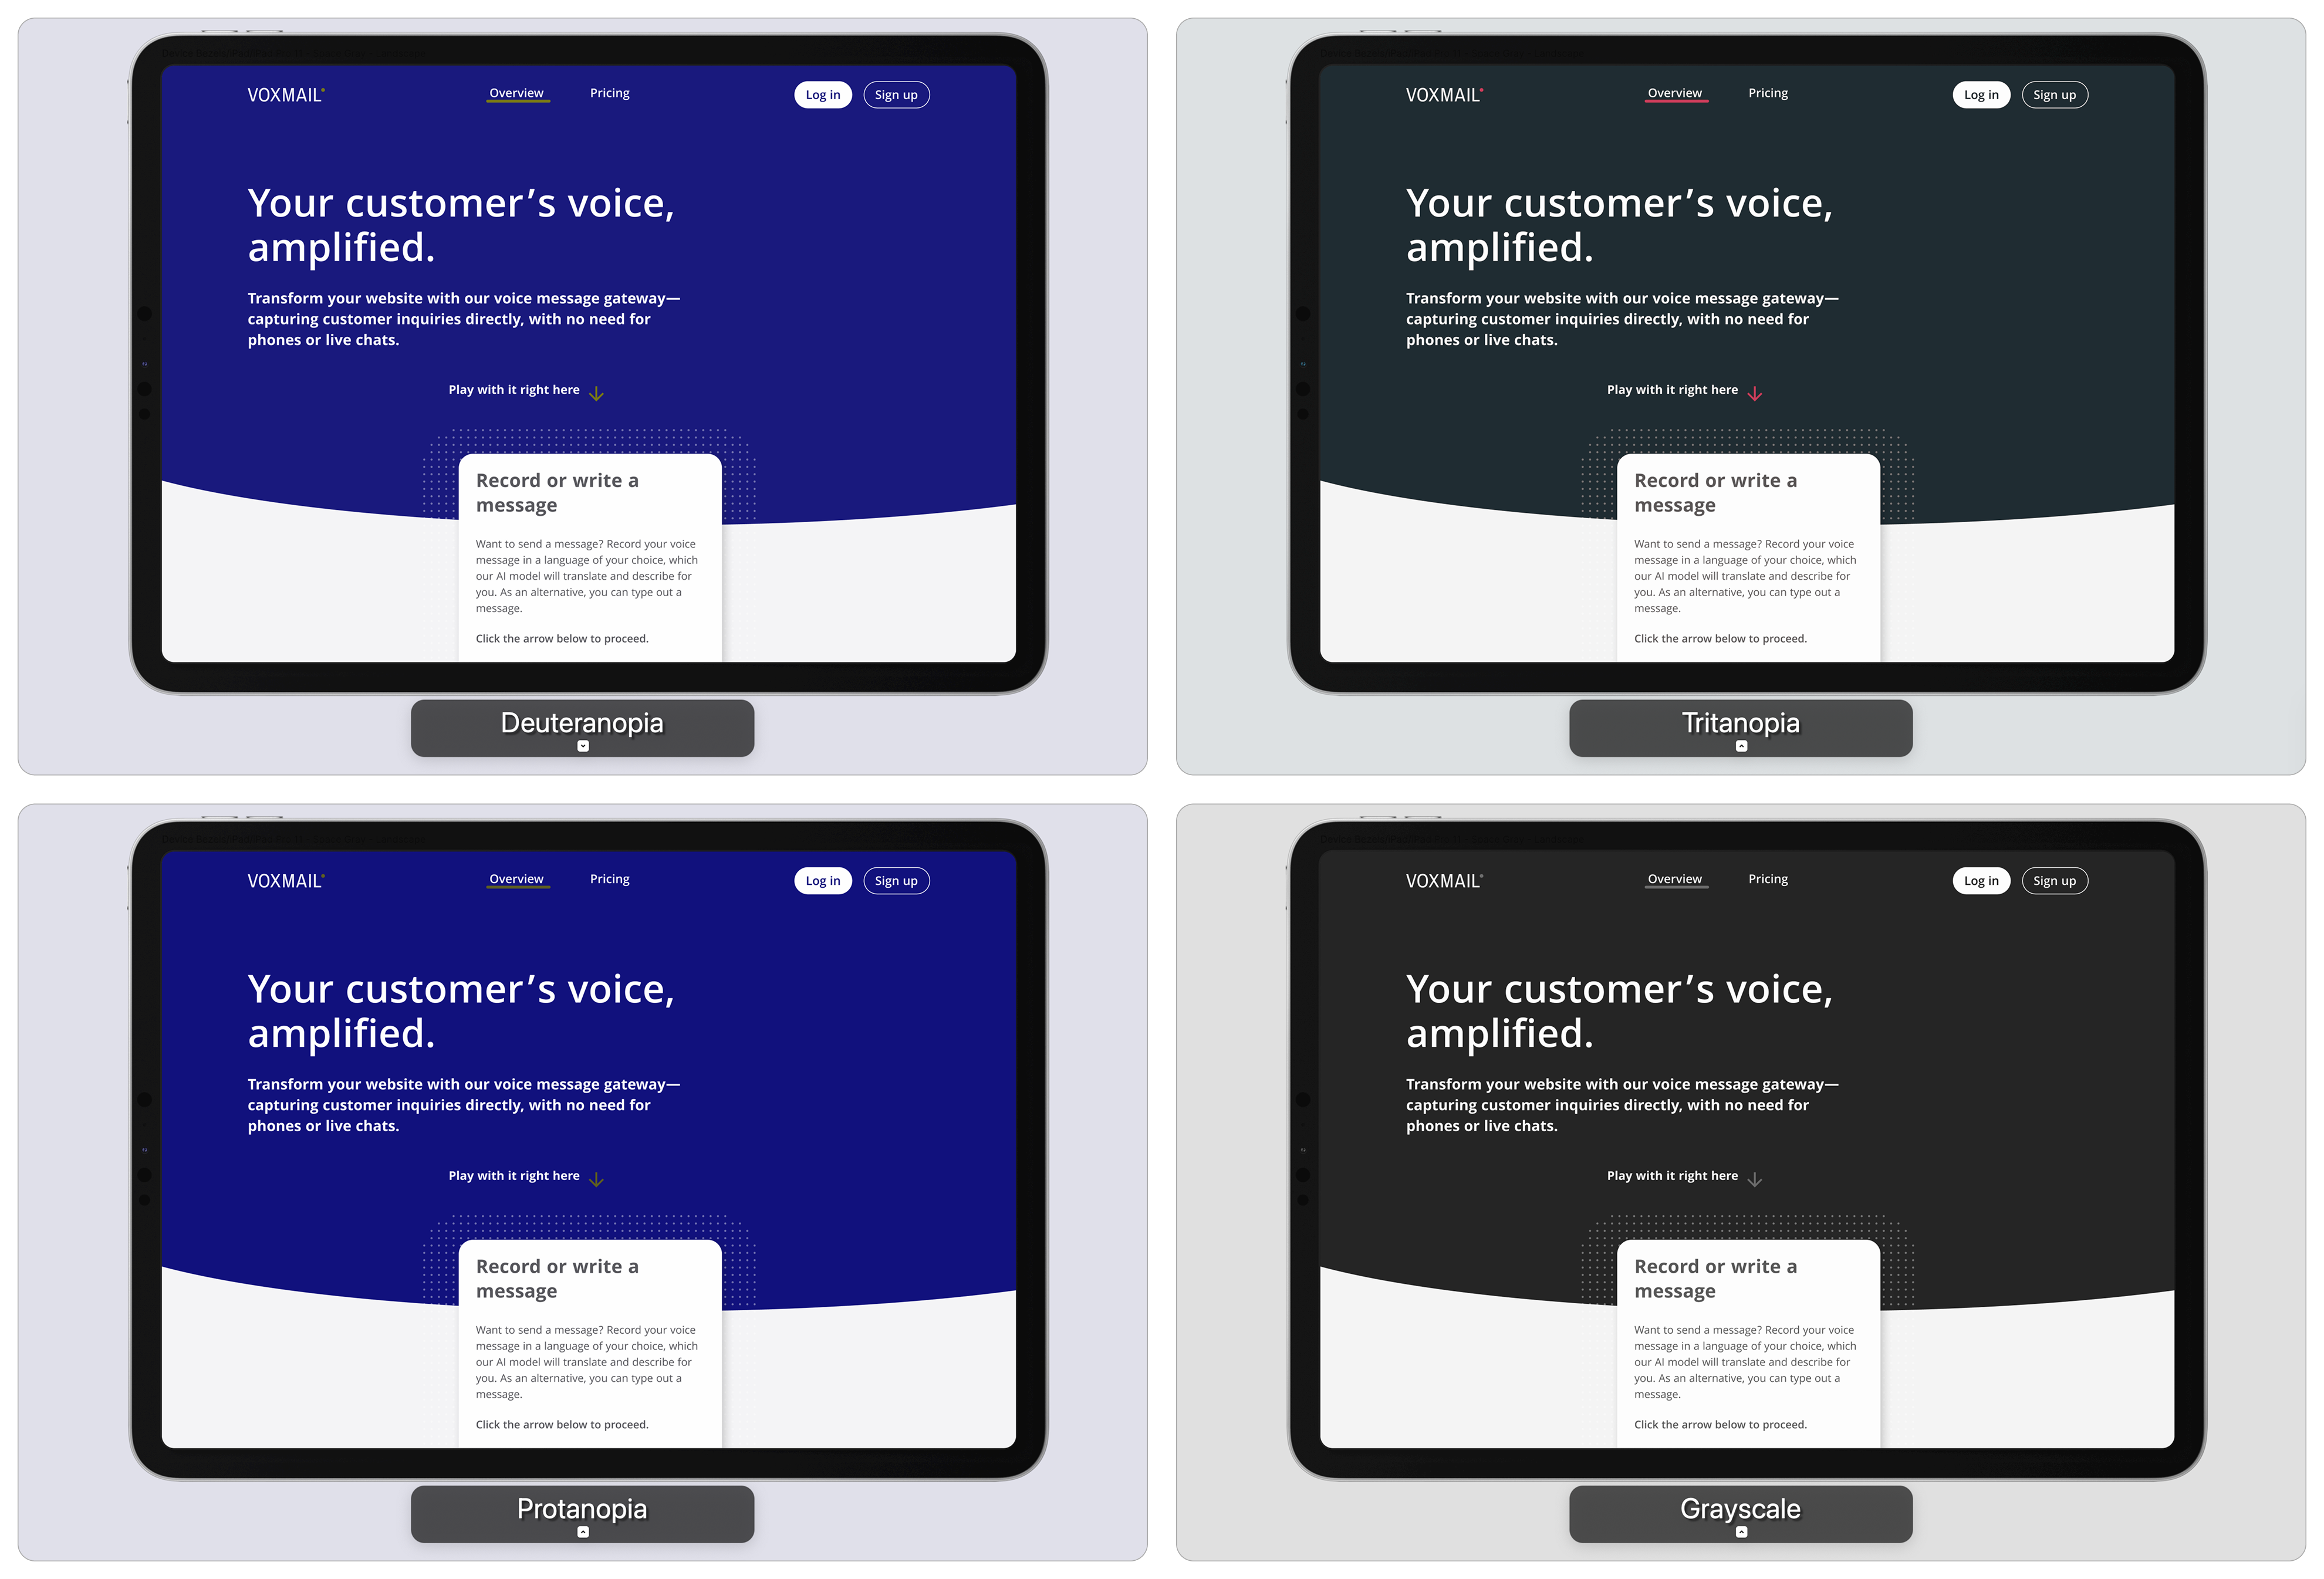 VOXMAIL
Overview
Pricing
Log in
Sign up
Your customer’s voice,
amplified.
Transform your website with our voice message gateway—
capturing customer inquiries directly, with no need for
phones or live chats.
Play with it right here
Record or write a
message
Want to send a message? Record your voice
message in a language of your choice, which
our AI model will translate and describe for
you. As an alternative, you can type out a
message.
Click the arrow below to proceed.
Deuteranopia
VOXMAIL
Overview
Pricing
Log in
Sign up
Your customer’s voice,
amplified.
Transform your website with our voice message gateway—
capturing customer inquiries directly, with no need for
phones or live chats.
Play with it right here
Record or write a
message
Want to send a message? Record your voice
message in a language of your choice, which
our AI model will translate and describe for
you. As an alternative, you can type out a
message.
Click the arrow below to proceed.
Tritanopia
VOXMAIL
Overview
Pricing
Log in
Sign up
Your customer’s voice,
amplified.
Transform your website with our voice message gateway—
capturing customer inquiries directly, with no need for
phones or live chats.
Play with it right here
Record or write a
message
Want to send a message? Record your voice
message in a language of your choice, which
our AI model will translate and describe for
you. As an alternative, you can type out a
message.
Click the arrow below to proceed.
Protanopia
VOXMAIL
Overview
Pricing
Log in
Sign up
Your customer’s voice,
amplified.
Transform your website with our voice message gateway—
capturing customer inquiries directly, with no need for
phones or live chats.
Play with it right here
Record or write a
message
Want to send a message? Record your voice
message in a language of your choice, which
our AI model will translate and describe for
you. As an alternative, you can type out a
message.
Click the arrow below to proceed.
Grayscale